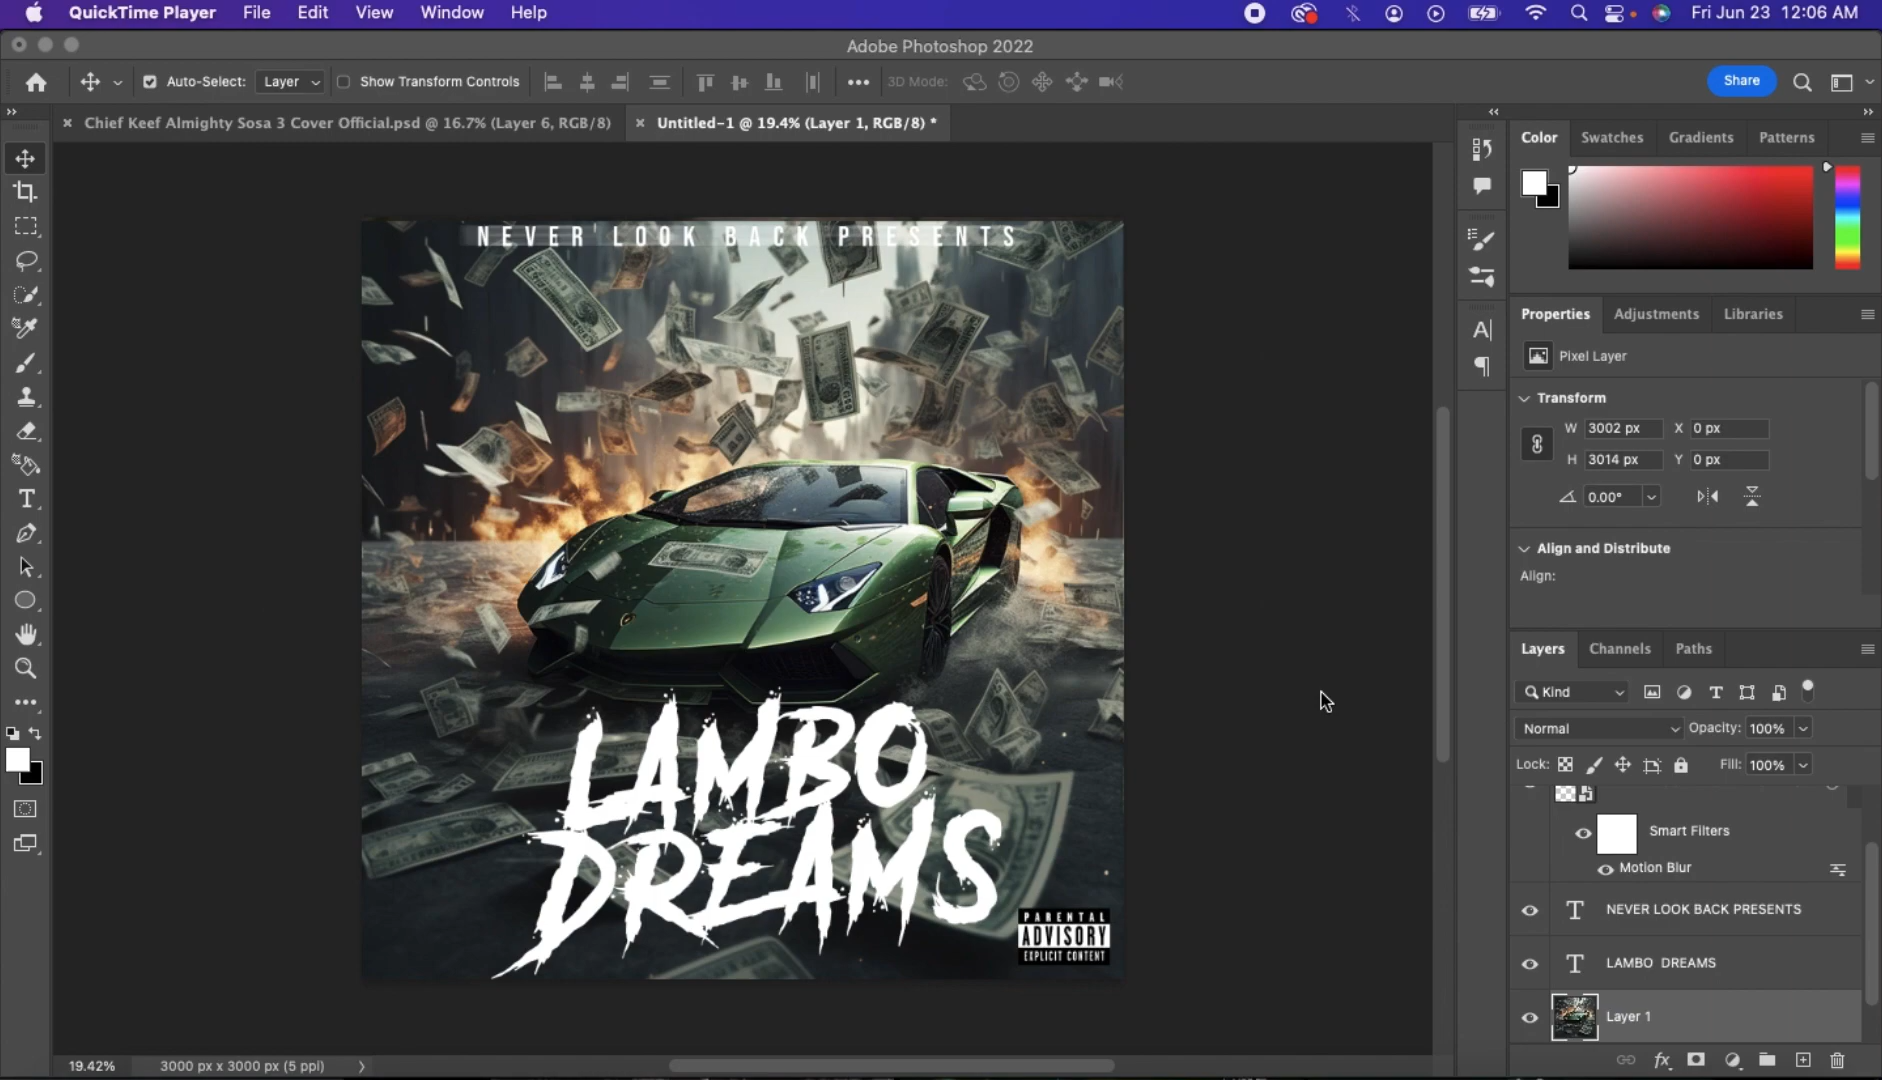 QuickTime Player File Edit View Window Help Fri Jun 23 12:06 AM
Adobe Photoshop 2022
Auto-Select: Layer Show Transform Controls 3D Mode: Share
Chief Keef Almighty Sosa 3 Cover Official.psd @ 16.7% (Layer 6, RGB/8) Untitled-1 @ 19.4% (Layer 1, RGB/8) *
Color Swatches Gradients Patterns
NEVER LOOK BACK PRESENTS
LAMBO
DREAMS
PARENTAL
ADVISORY
EXPLICIT CONTENT
Properties Adjustments Libraries
Pixel Layer
Transform
W 3002 px X 0 px
H 3014 px Y 0 px
0.00°
Align and Distribute
Align:
Layers Channels Paths
Kind
Normal Opacity: 100%
Lock: Fill: 100%
Smart Filters
Motion Blur
NEVER LOOK BACK PRESENTS
LAMBO DREAMS
Layer 1
19.42% 3000 px x 3000 px (5 ppi)